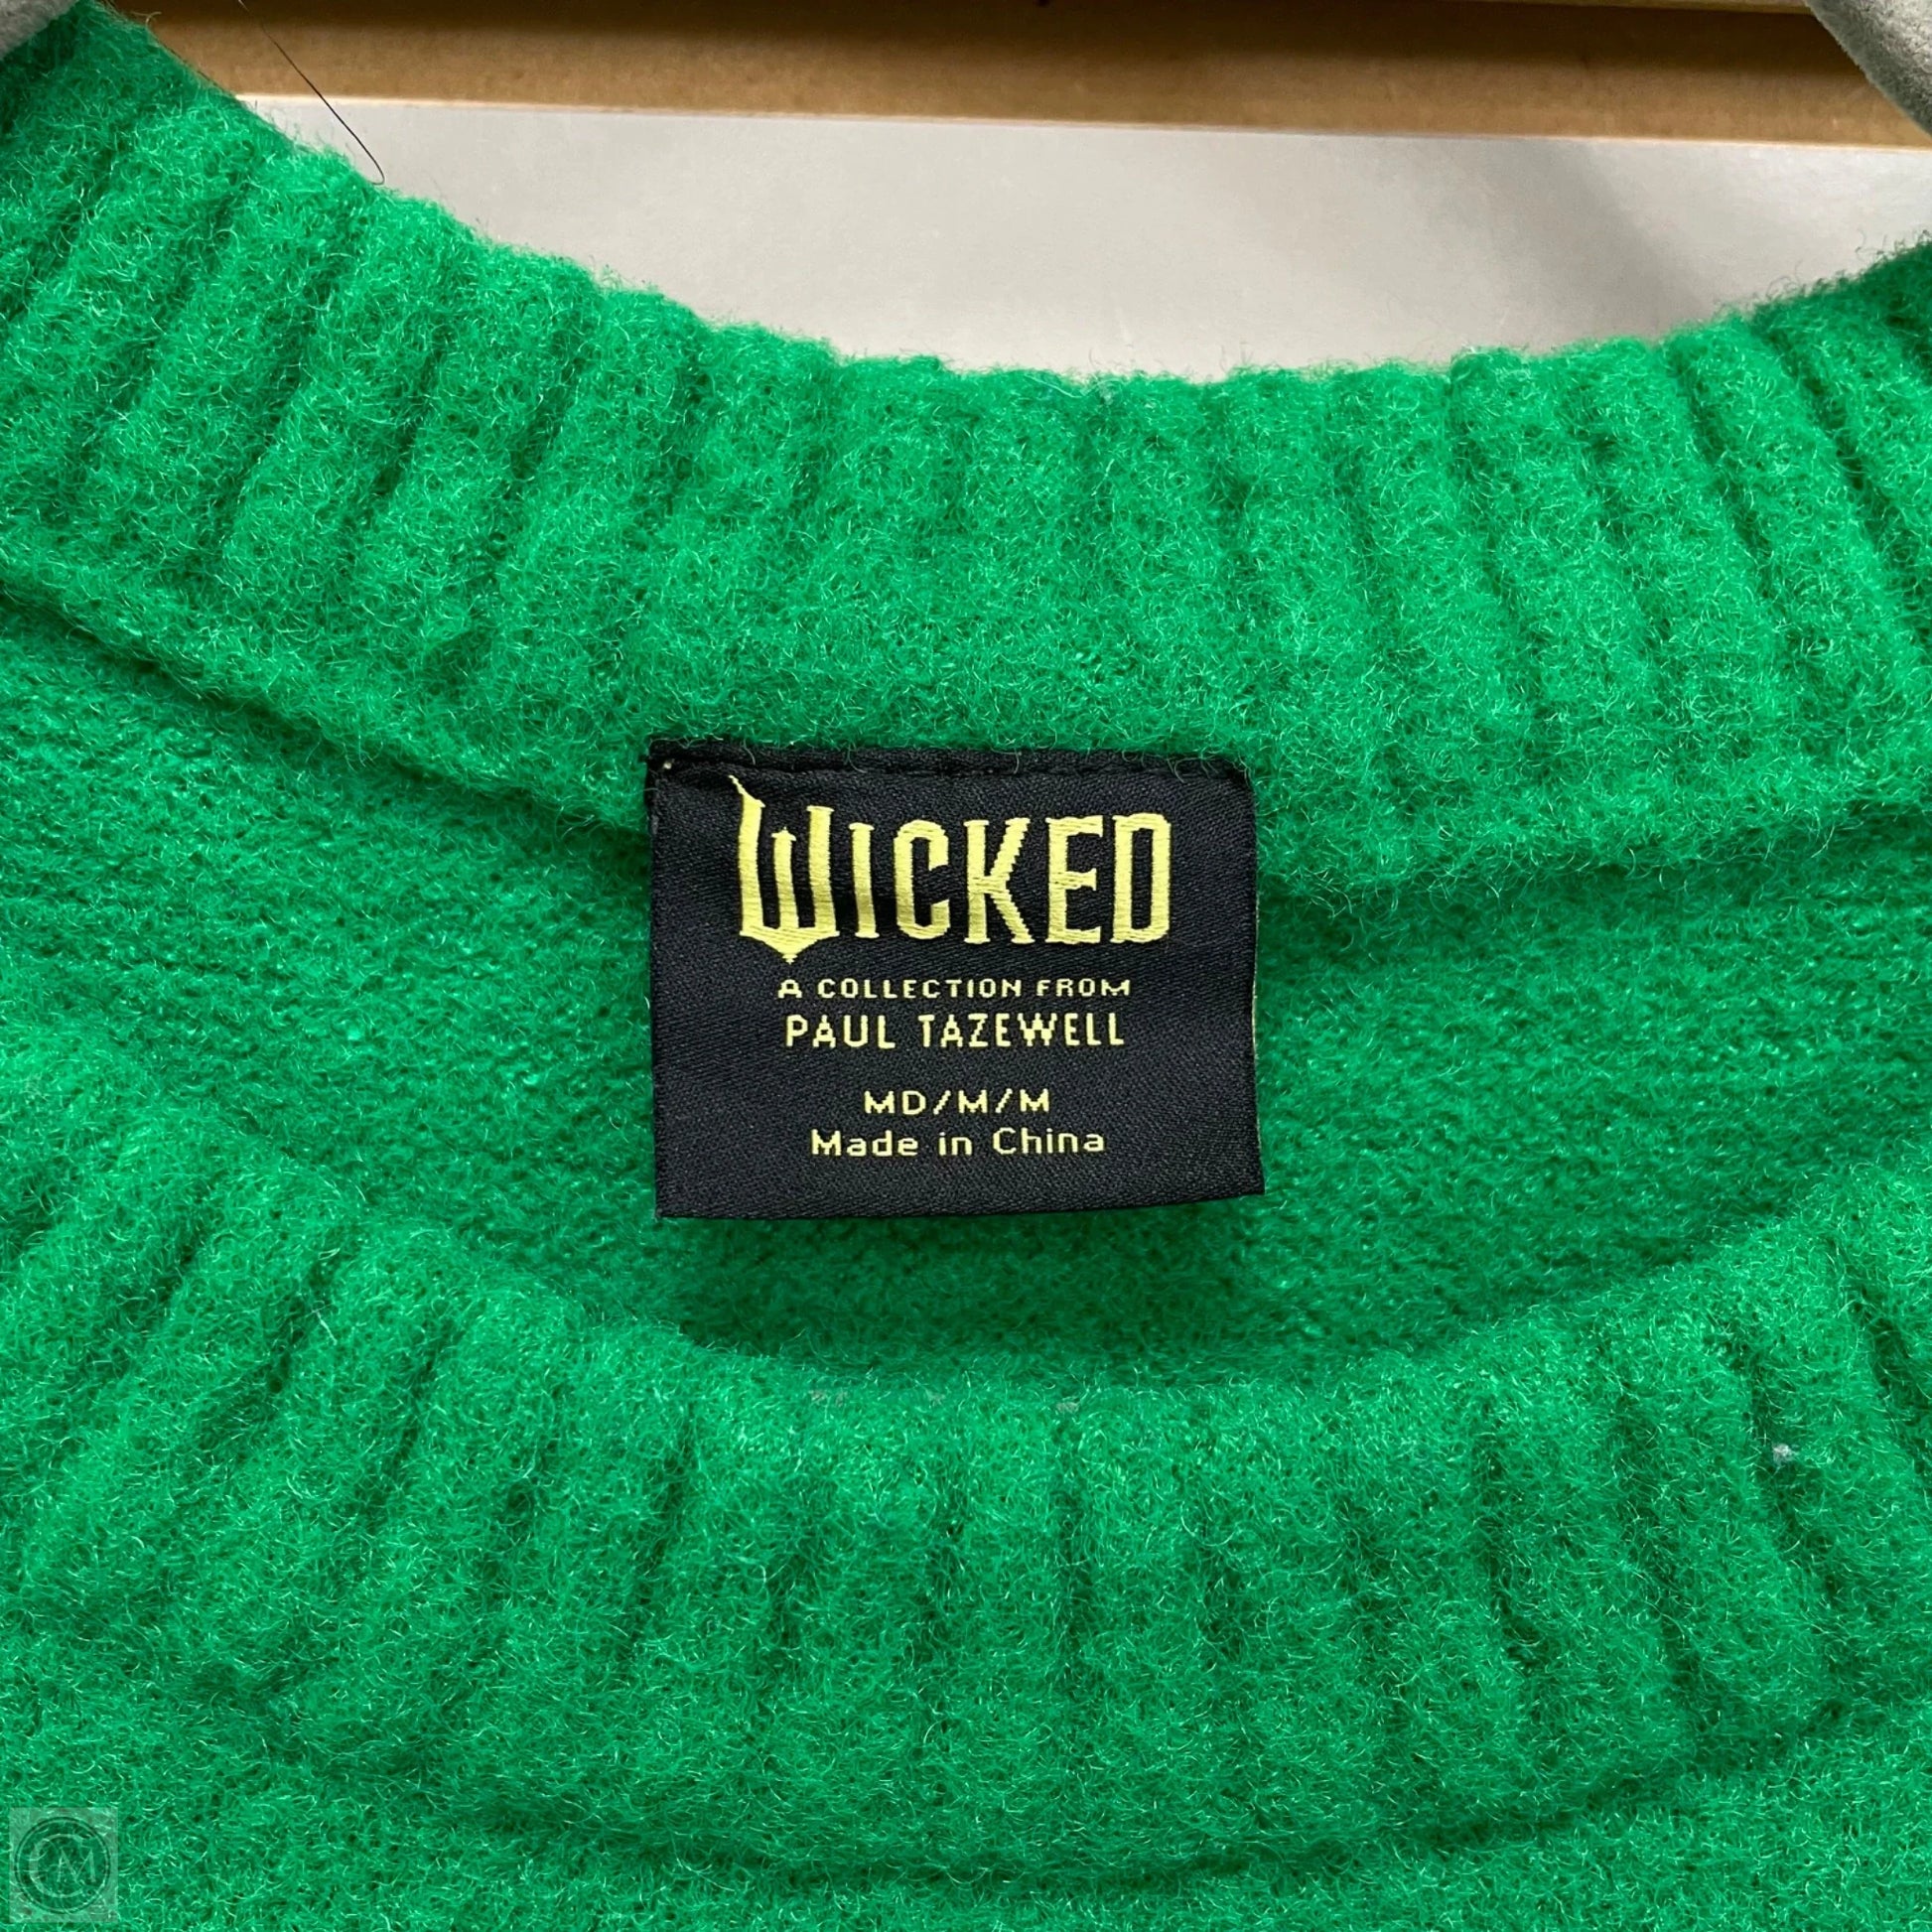 WICKED
A COLLECTION FROM
PAUL TAZEWELL
MD/M/M
Made in China